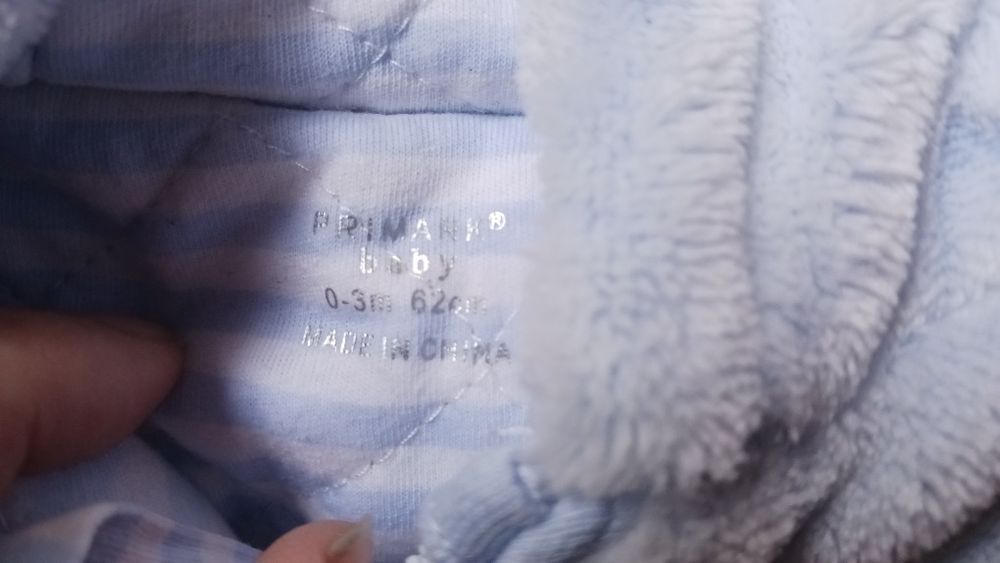 PRIMARK®
baby
0-3m 62cm
MADE IN CHINA